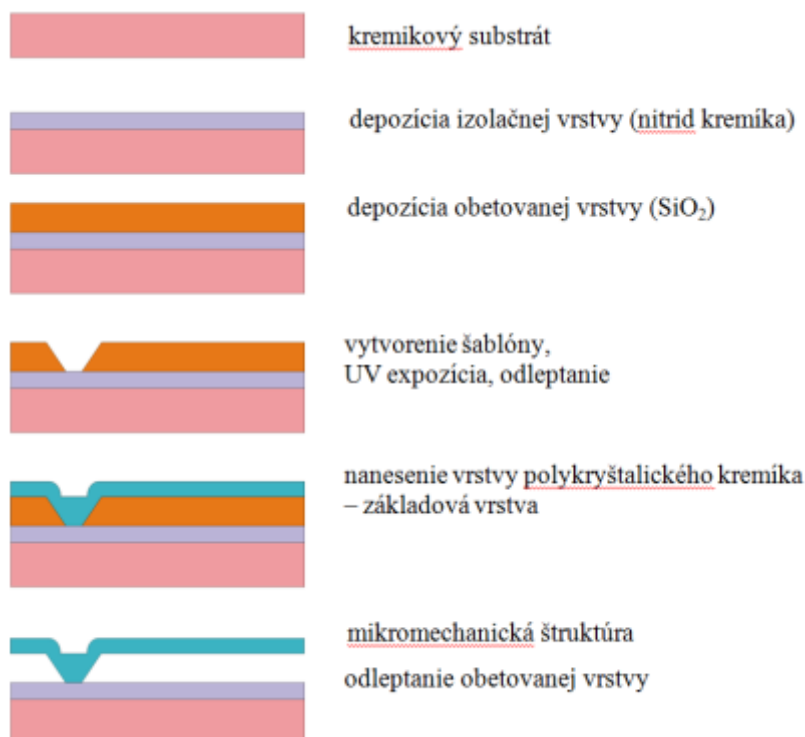 kremikový substrát
depozícia izolačnej vrstvy (nitrid kremíka)
depozícia obetovanej vrstvy (SiO₂)
vytvorenie šablóny,
UV expozícia, odleptanie
nanesenie vrstvy polykryštalického kremíka
– základová vrstva
mikromechanická štruktúra
odleptanie obetovanej vrstvy